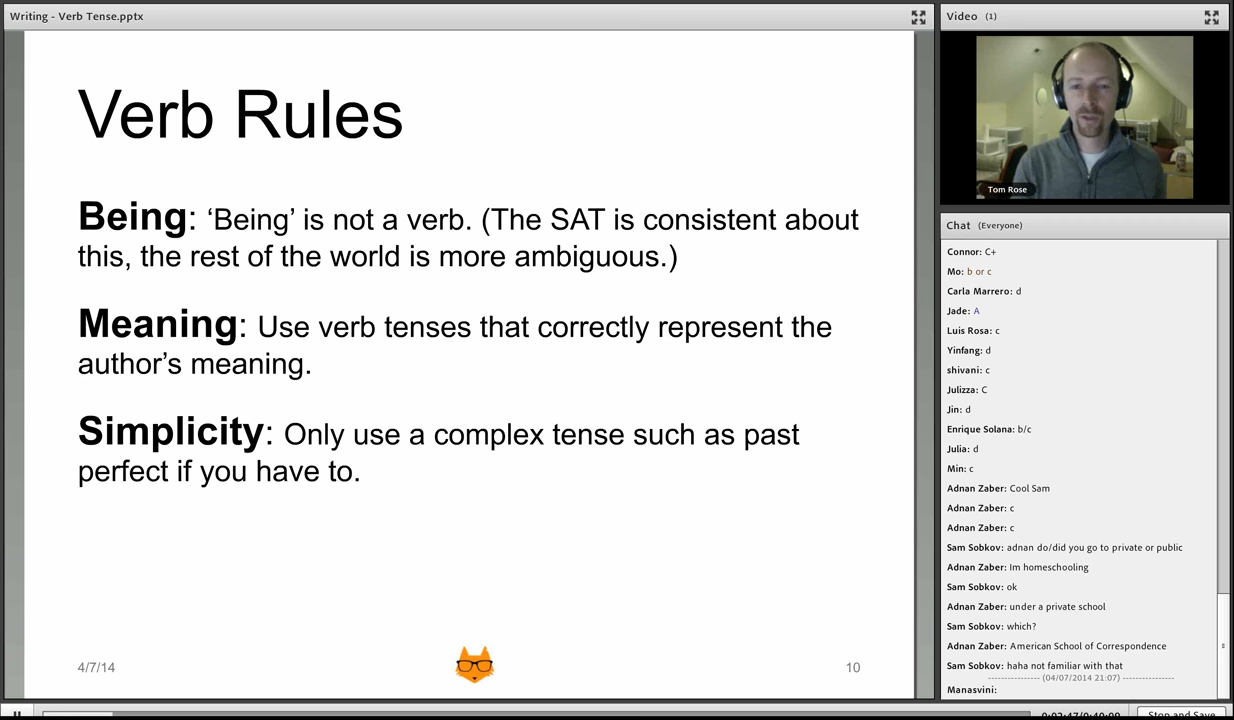 Writing - Verb Tense.pptx
Verb Rules
Being: ‘Being’ is not a verb. (The SAT is consistent about
this, the rest of the world is more ambiguous.)
Meaning: Use verb tenses that correctly represent the
author’s meaning.
Simplicity: Only use a complex tense such as past
perfect if you have to.
4/7/14
10
Video (1)
Tom Rose
Chat (Everyone)
Connor: C+
Mo: b or c
Carla Marrero: d
Jade: A
Luis Rosa: c
Yinfang: d
shivani: c
Julizza: C
Jin: d
Enrique Solana: b/c
Julia: d
Min: c
Adnan Zaber: Cool Sam
Adnan Zaber: c
Adnan Zaber: c
Sam Sobkov: adnan do/did you go to private or public
Adnan Zaber: Im homeschooling
Sam Sobkov: ok
Adnan Zaber: under a private school
Sam Sobkov: which?
Adnan Zaber: American School of Correspondence
Sam Sobkov: haha not familiar with that
---------------- (04/07/2014 21:07) ----------------
Manasvini:
Stop and Save